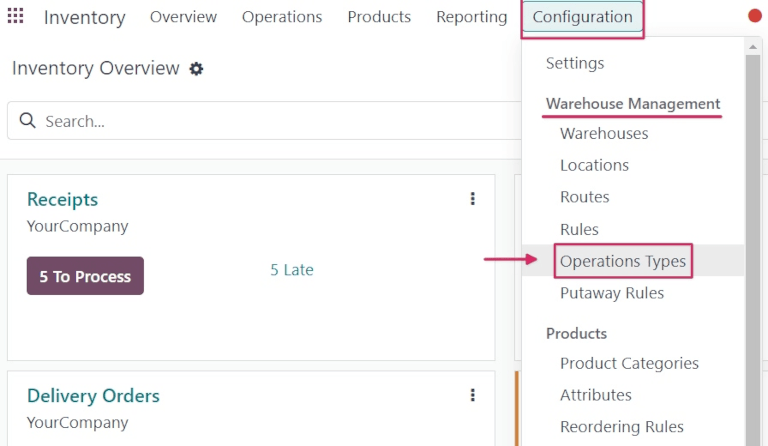 Inventory Overview Operations Products Reporting Configuration
Inventory Overview
Search...
Receipts
YourCompany
5 To Process
5 Late
Delivery Orders
YourCompany
Settings
Warehouse Management
Warehouses
Locations
Routes
Rules
Operations Types
Putaway Rules
Products
Product Categories
Attributes
Reordering Rules